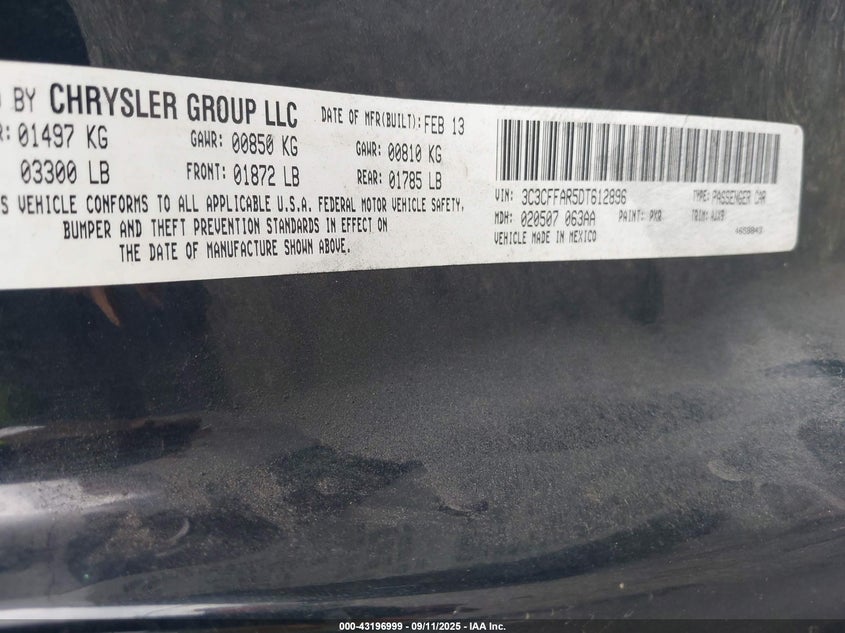 BY CHRYSLER GROUP LLC DATE OF MFR(BUILT): FEB 13
R: 01497 KG GAWR: 00850 KG GAWR: 00810 KG
03300 LB FRONT: 01872 LB REAR: 01785 LB
S VEHICLE CONFORMS TO ALL APPLICABLE U.S.A. FEDERAL MOTOR VEHICLE SAFETY,
BUMPER AND THEFT PREVENTION STANDARDS IN EFFECT ON
THE DATE OF MANUFACTURE SHOWN ABOVE.
VIN: 3C3CFFAR5DT612896 TYPE: PASSENGER CAR
MDH: 020507 063AA PAINT: PXR TRIM: AJX9
VEHICLE MADE IN MEXICO
000-43196999 - 09/11/2025 - IAA Inc.